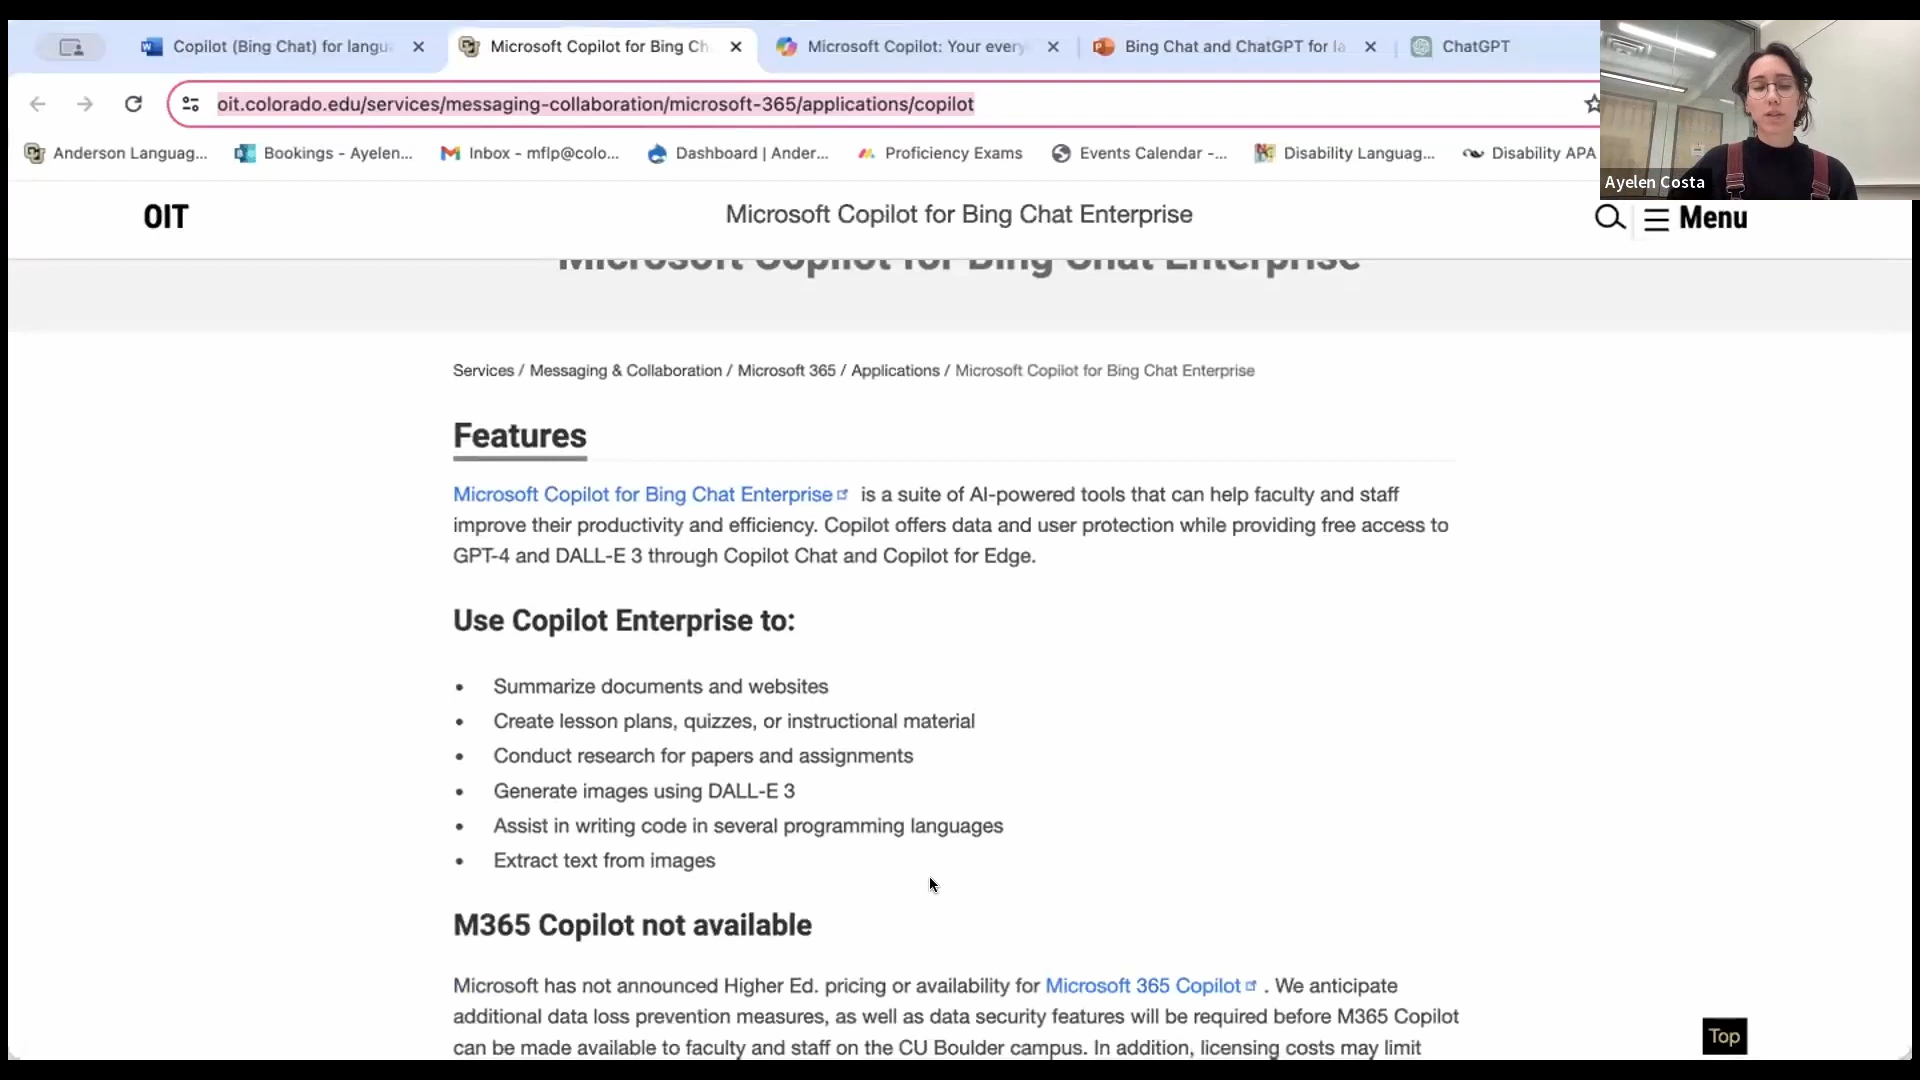 Copilot (Bing Chat) for langu
Microsoft Copilot for Bing Ch
Microsoft Copilot: Your every
Bing Chat and ChatGPT for la
ChatGPT
oit.colorado.edu/services/messaging-collaboration/microsoft-365/applications/copilot
Anderson Languag...
Bookings - Ayelen...
Inbox - mflp@colo...
Dashboard | Ander...
Proficiency Exams
Events Calendar -...
Disability Languag...
Disability APA
Ayelen Costa
OIT
Microsoft Copilot for Bing Chat Enterprise
Menu
Microsoft Copilot for Bing Chat Enterprise
Services / Messaging & Collaboration / Microsoft 365 / Applications / Microsoft Copilot for Bing Chat Enterprise
Features
Microsoft Copilot for Bing Chat Enterprise is a suite of AI-powered tools that can help faculty and staff
improve their productivity and efficiency. Copilot offers data and user protection while providing free access to
GPT-4 and DALL-E 3 through Copilot Chat and Copilot for Edge.
Use Copilot Enterprise to:
• Summarize documents and websites
• Create lesson plans, quizzes, or instructional material
• Conduct research for papers and assignments
• Generate images using DALL-E 3
• Assist in writing code in several programming languages
• Extract text from images
M365 Copilot not available
Microsoft has not announced Higher Ed. pricing or availability for Microsoft 365 Copilot . We anticipate
additional data loss prevention measures, as well as data security features will be required before M365 Copilot
can be made available to faculty and staff on the CU Boulder campus. In addition, licensing costs may limit
Top